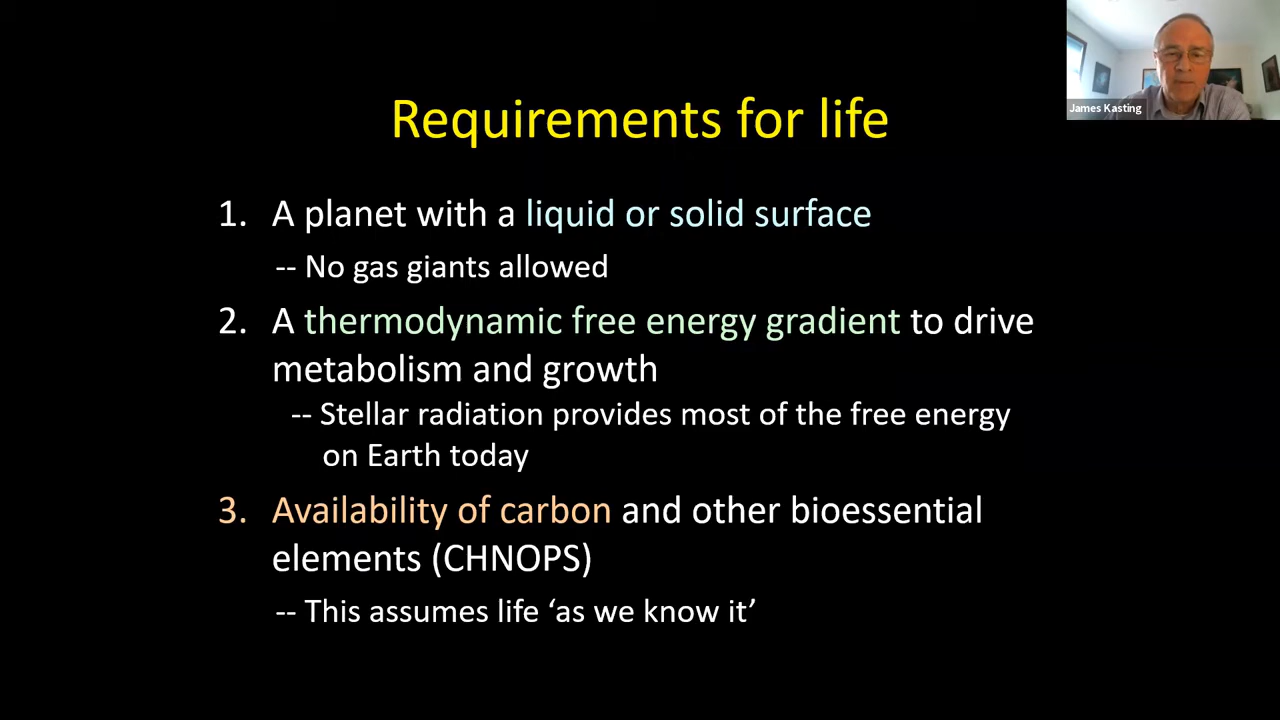 James Kasting
Requirements for life
1. A planet with a liquid or solid surface
-- No gas giants allowed
2. A thermodynamic free energy gradient to drive
metabolism and growth
-- Stellar radiation provides most of the free energy
on Earth today
3. Availability of carbon and other bioessential
elements (CHNOPS)
-- This assumes life ‘as we know it’